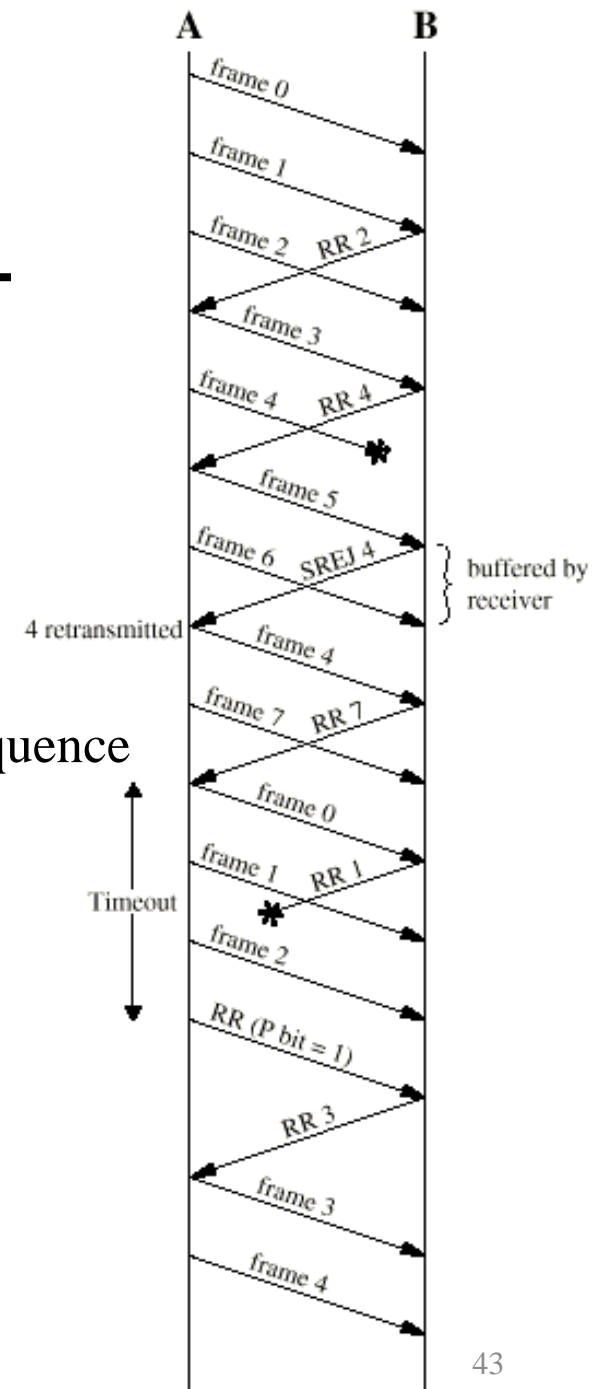 A
B
frame 0
frame 1
frame 2
RR 2
frame 3
frame 4
RR 4
frame 5
frame 6
SREJ 4
buffered by
receiver
4 retransmitted
frame 4
frame 7
RR 7
quence
frame 0
frame 1
RR 1
Timeout
frame 2
RR (P bit = 1)
RR 3
frame 3
frame 4
43